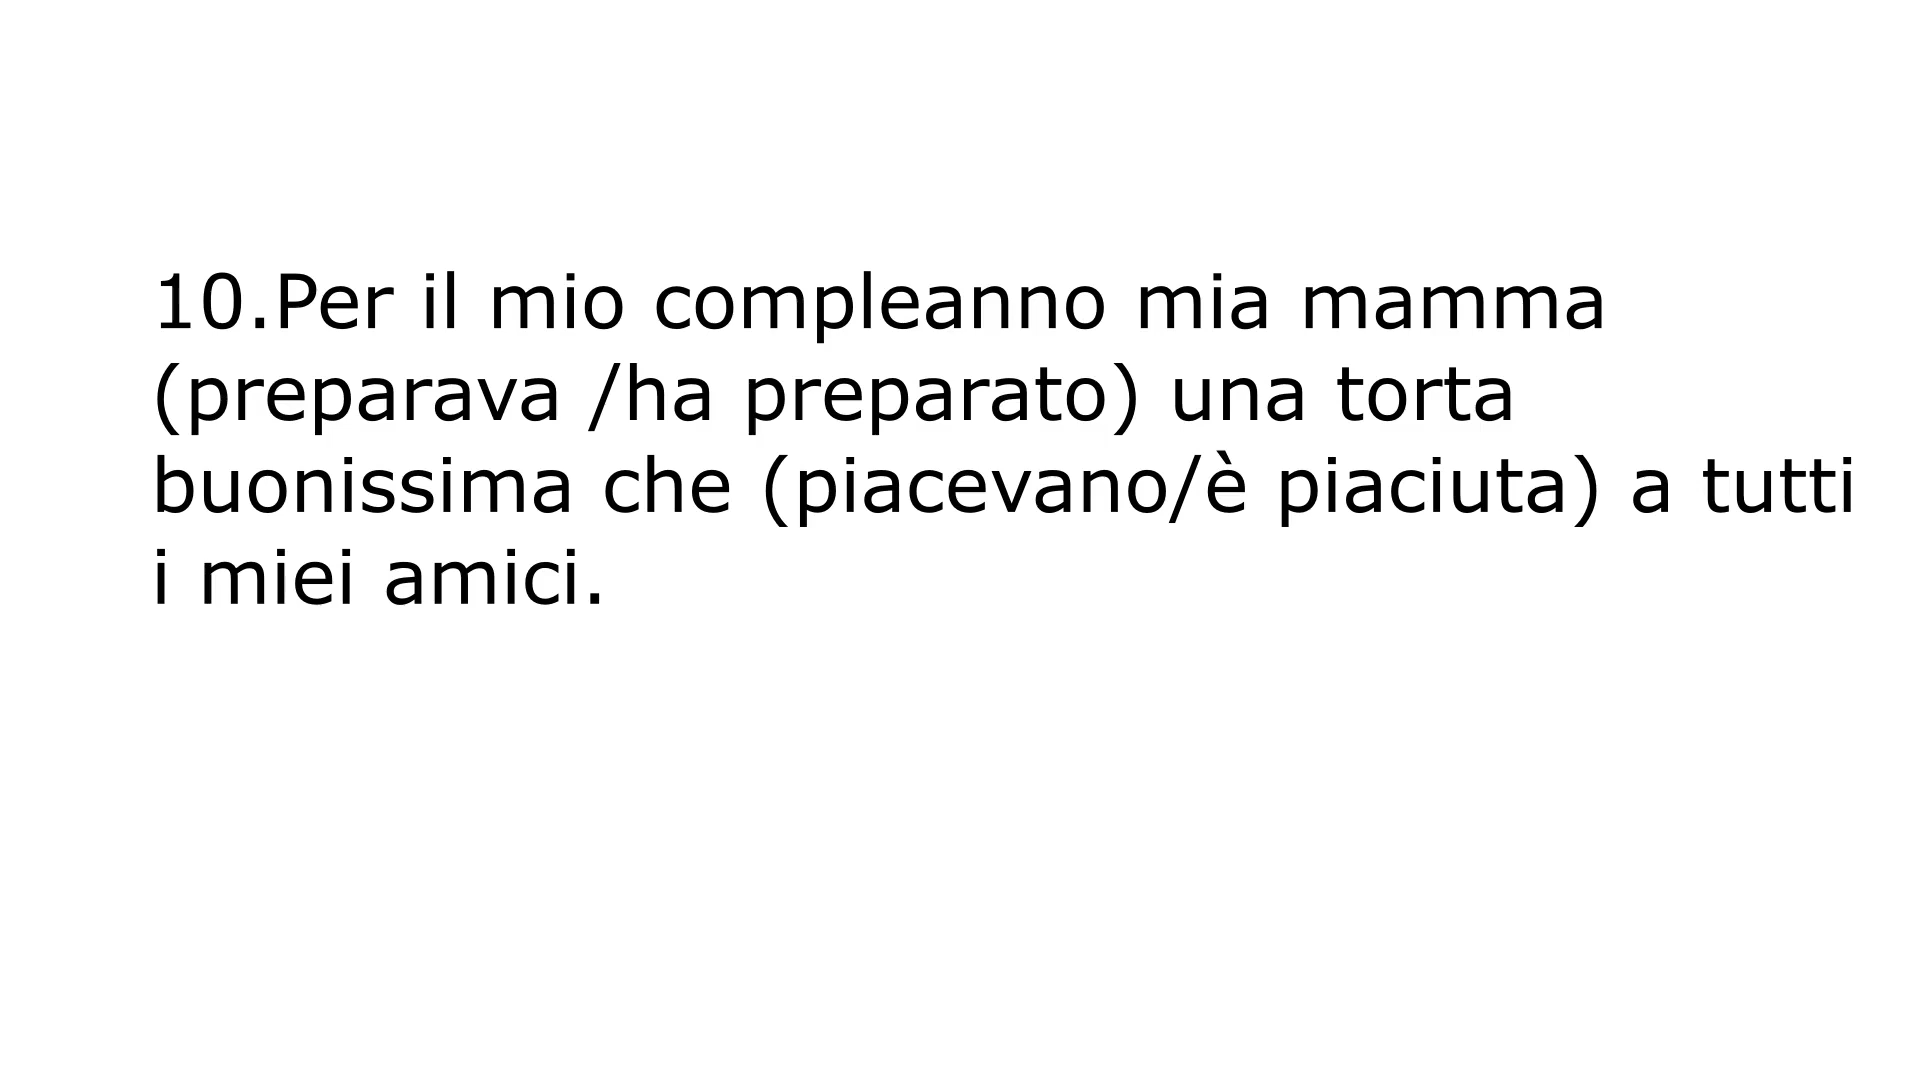 10.Per il mio compleanno mia mamma
(preparava /ha preparato) una torta
buonissima che (piacevano/è piaciuta) a tutti
i miei amici.